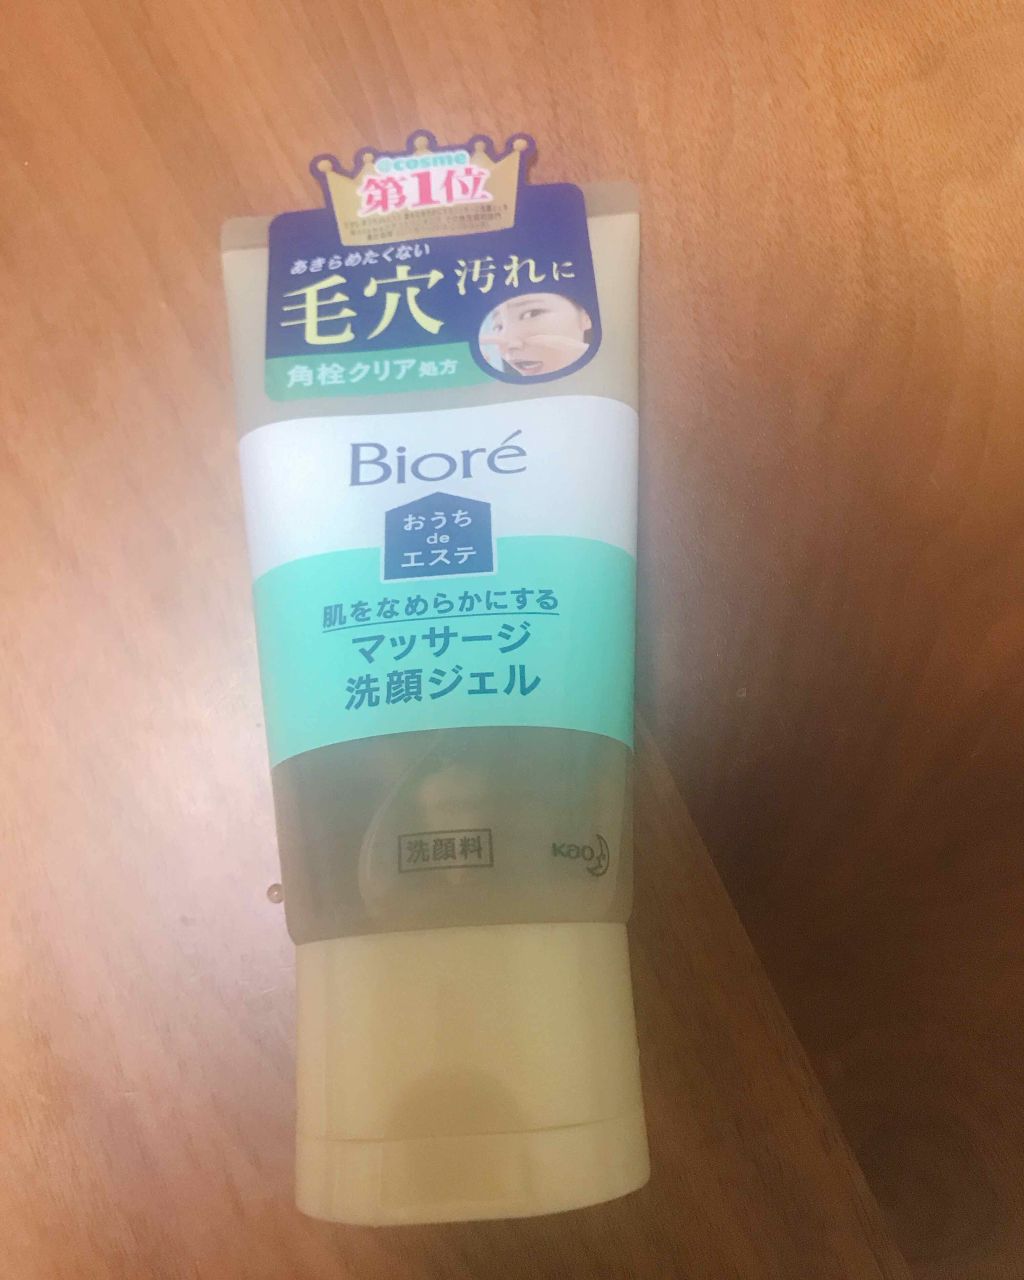 @cosme
第1位
あきらめたくない
毛穴汚れに
角栓クリア処方
Bioré
おうち
de
エステ
肌をなめらかにする
マッサージ
洗顔ジェル
洗顔料
Kao